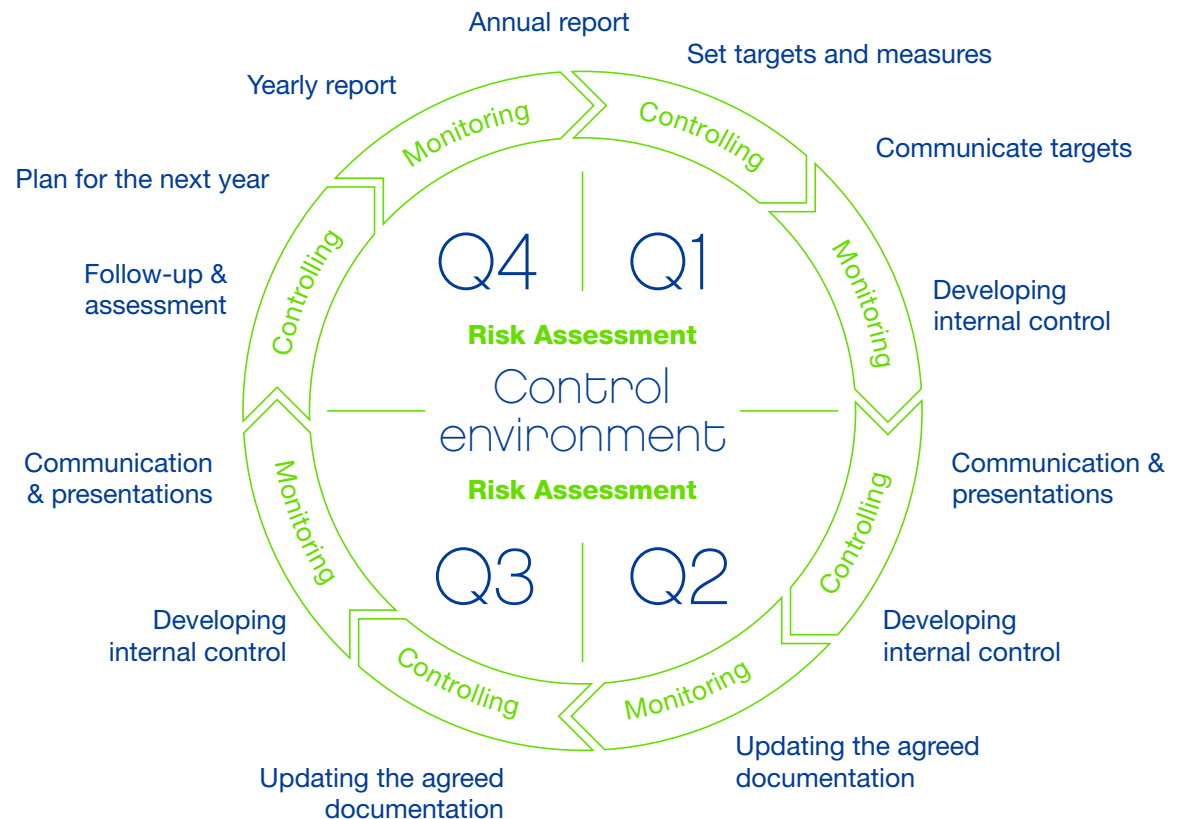 Annual report
Set targets and measures
Yearly report
Monitoring
Controlling
Communicate targets
Plan for the next year
Controlling
Monitoring
Q4
Q1
Follow-up &
assessment
Developing
internal control
Risk Assessment
Control
environment
Risk Assessment
Communication
& presentations
Communication &
presentations
Monitoring
Controlling
Q3
Q2
Developing
internal control
Developing
internal control
Controlling
Monitoring
Updating the agreed
documentation
Updating the agreed
documentation